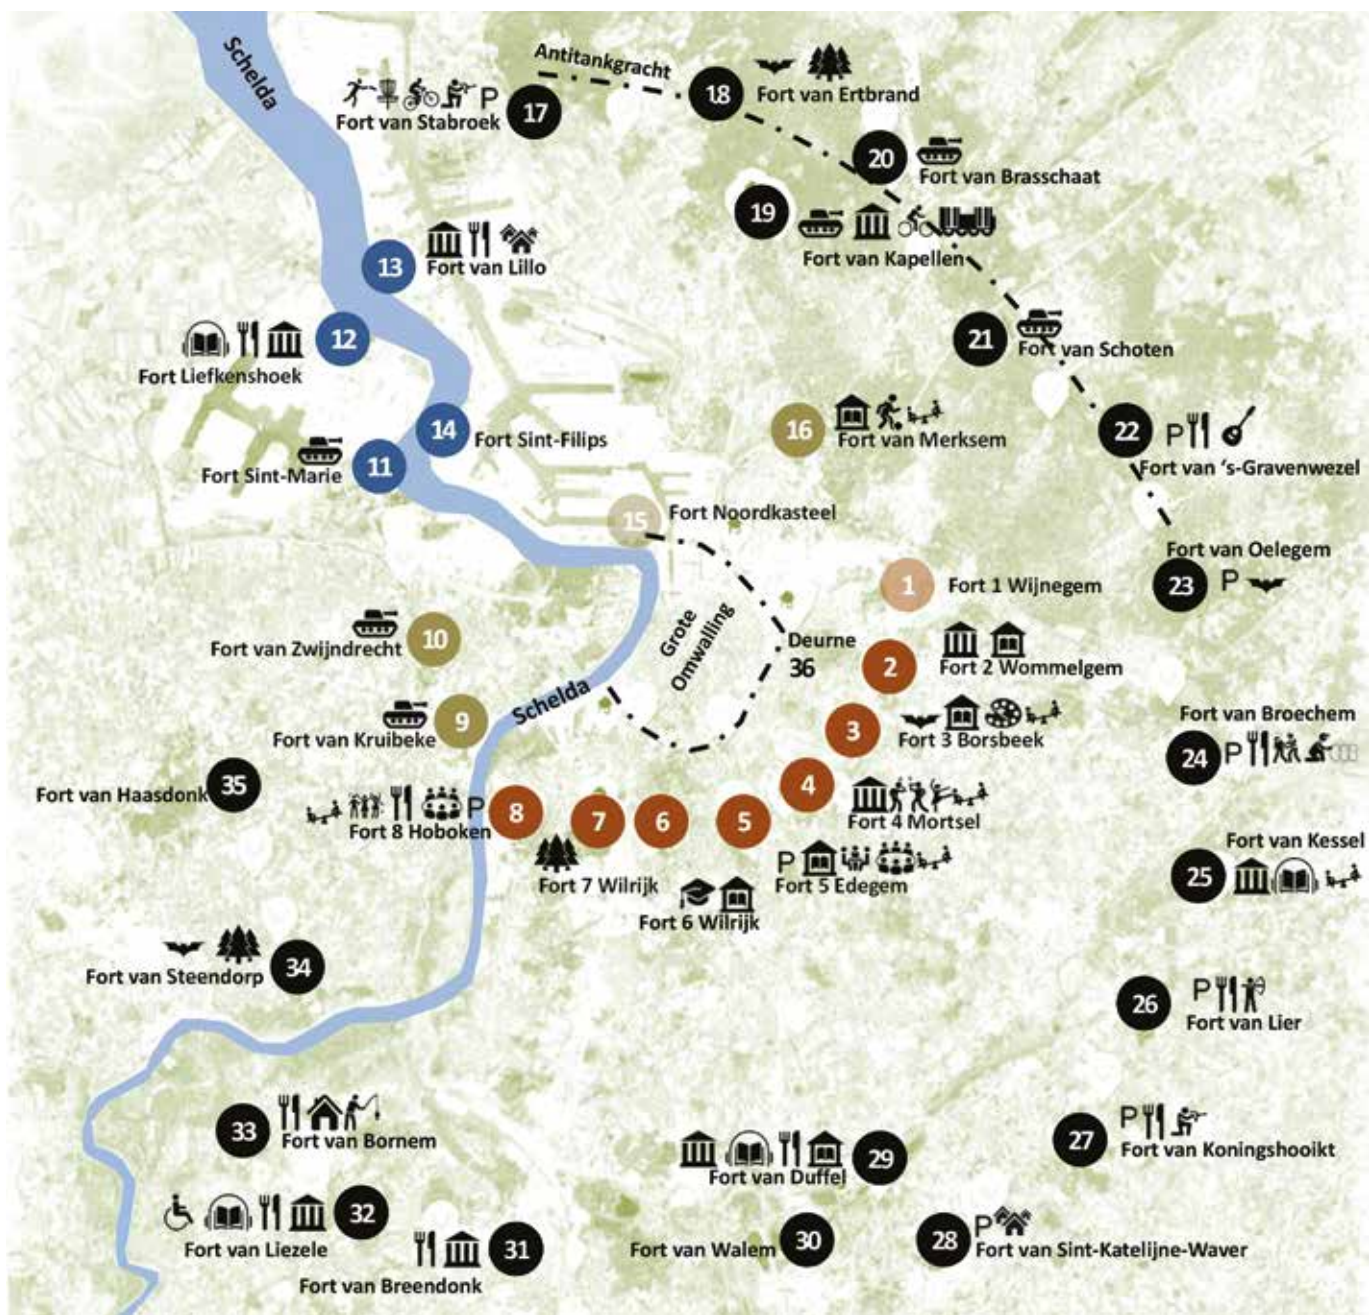 Schelda
Antitankgracht
P
17
Fort van Stabroek
18
Fort van Ertbrand
20
Fort van Brasschaat
19
Fort van Kapellen
13
Fort van Lillo
12
Fort Liefkenshoek
21
Fort van Schoten
14
Fort Sint-Filips
11
Fort Sint-Marie
16
Fort van Merksem
22
P
Fort van ‘s-Gravenwezel
15
Fort Noordkasteel
Fort van Oelegem
23
P
1
Fort 1 Wijnegem
10
Fort van Zwijndrecht
Grote
Omwalling
Deurne
36
2
Fort 2 Wommelgem
Schelda
9
Fort van Kruibeke
3
Fort 3 Borsbeek
Fort van Broechem
24
P
35
Fort van Haasdonk
4
Fort 4 Mortsel
P
8
Fort 8 Hoboken
7
Fort 7 Wilrijk
6
Fort 6 Wilrijk
5
P
Fort 5 Edegem
Fort van Kessel
25
34
Fort van Steendorp
26
P
Fort van Lier
33
Fort van Bornem
27
P
Fort van Koningshooikt
29
Fort van Duffel
32
Fort van Liezele
31
Fort van Breendonk
Fort van Walem
30
28
P
Fort van Sint-Katelijne-Waver